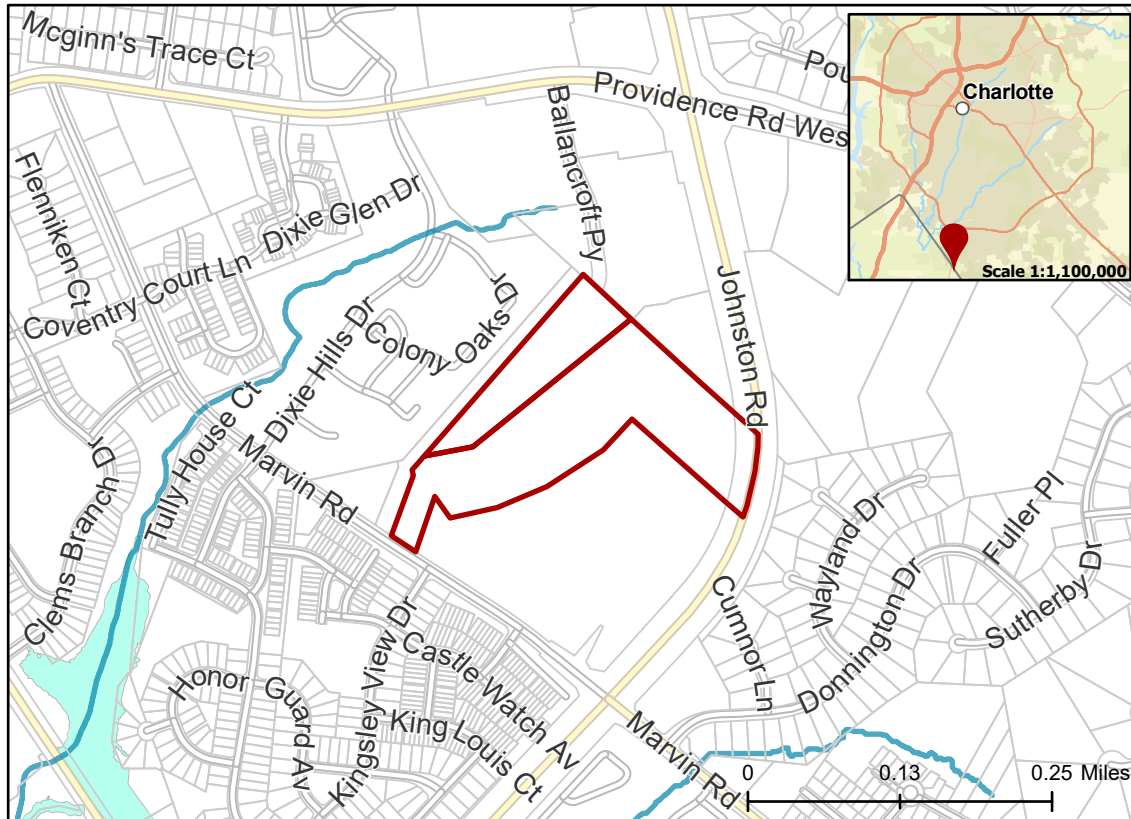 Mcginn's Trace Ct
Providence Rd Wes
Pou
Charlotte
Scale 1:1,100,000
Ballancroft Py
Flenniken Ct
Dixie Glen Dr
Coventry Court Ln
Colony Oaks Dr
Dixie Hills Dr
Johnston Rd
Tully House Ct
Marvin Rd
Clems Branch Dr
Wayland Dr
Fuller Pl
Donnington Dr
Sutherby Dr
Cumnor Ln
Kingsley View Dr
Castle Watch Av
Honor Guard Av
King Louis Ct
Marvin Rd
0 0.13 0.25 Miles